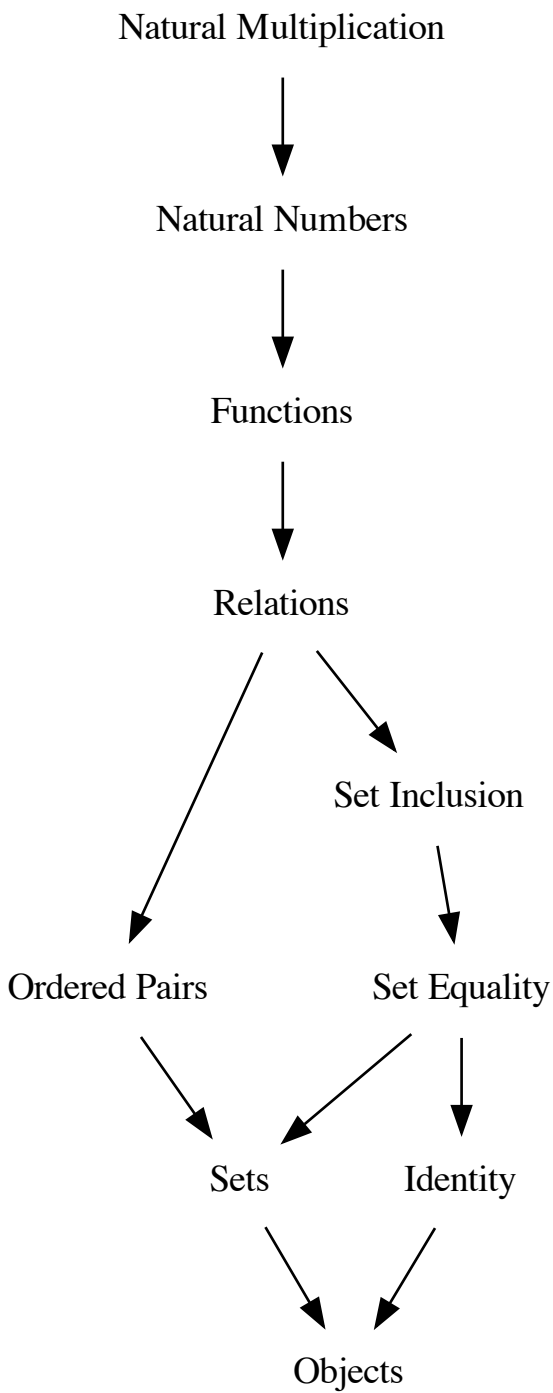 Natural Multiplication
Natural Numbers
Functions
Relations
Set Inclusion
Ordered Pairs
Set Equality
Sets
Identity
Objects